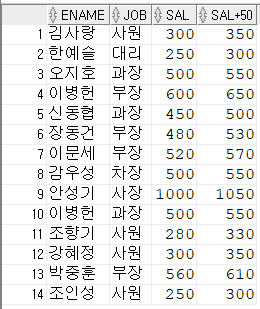 ENAME JOB SAL SAL+50
1 김사랑 사원 300 350
2 한예슬 대리 250 300
3 오지호 과장 500 550
4 이병헌 부장 600 650
5 신동협 과장 450 500
6 장동건 부장 480 530
7 이문세 부장 520 570
8 감우성 차장 500 550
9 안성기 사장 1000 1050
10 이병헌 과장 500 550
11 조향기 사원 280 330
12 강혜정 사원 300 350
13 박중훈 부장 560 610
14 조인성 사원 250 300